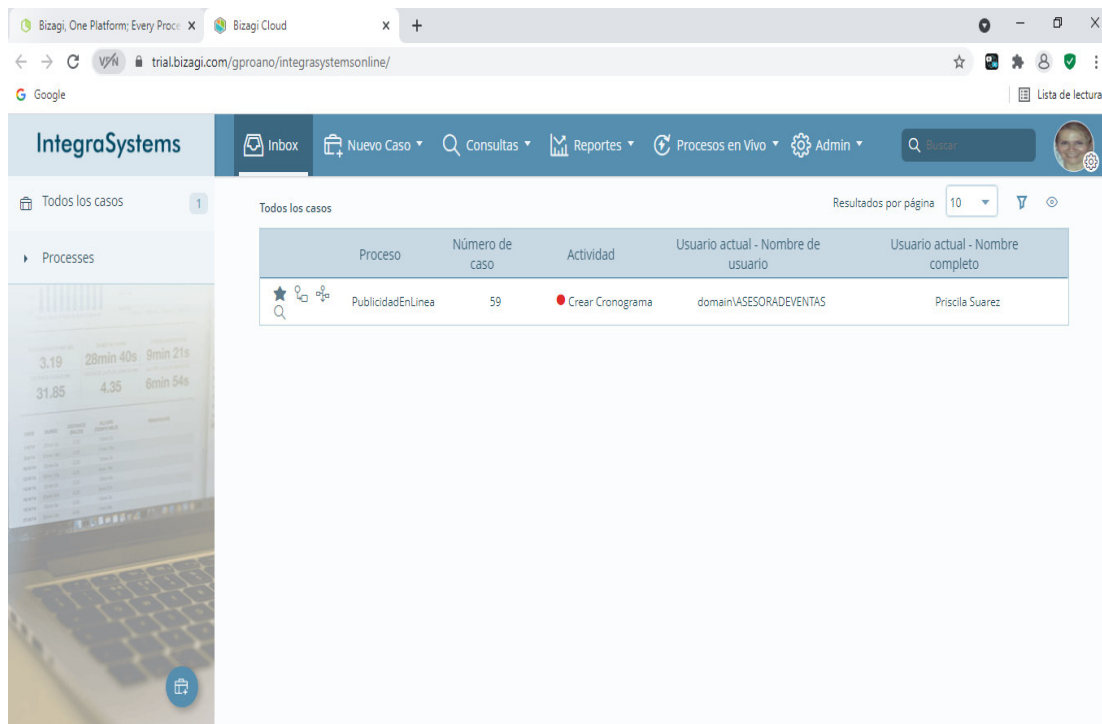 Bizagi, One Platform; Every Proce
Bizagi Cloud
VPN
trial.bizagi.com/gproano/integrasystemsonline/
Google
Lista de lectura
IntegraSystems
Inbox
Nuevo Caso
Consultas
Reportes
Procesos en Vivo
Admin
Buscar
Todos los casos
1
Processes
Todos los casos
Resultados por página
10
Proceso
Número de
caso
Actividad
Usuario actual - Nombre de
usuario
Usuario actual - Nombre
completo
PublicidadEnLinea
59
Crear Cronograma
domain\ASESORADEVENTAS
Priscila Suarez
3.19
28min 40s
9min 21s
31.85
4.35
6min 54s